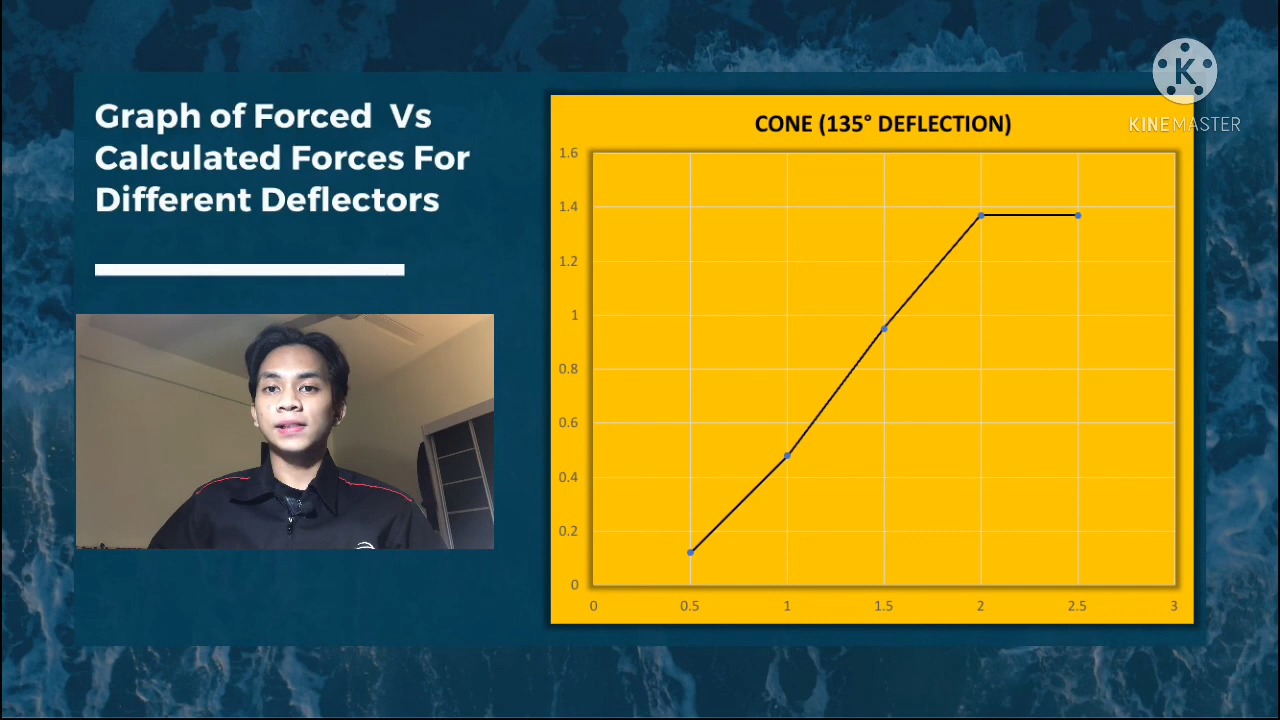 Graph of Forced Vs
Calculated Forces For
Different Deflectors
K
KINEMASTER
CONE (135° DEFLECTION)
1.6
1.4
1.2
1
0.8
0.6
0.4
0.2
0
0 0.5 1 1.5 2 2.5 3